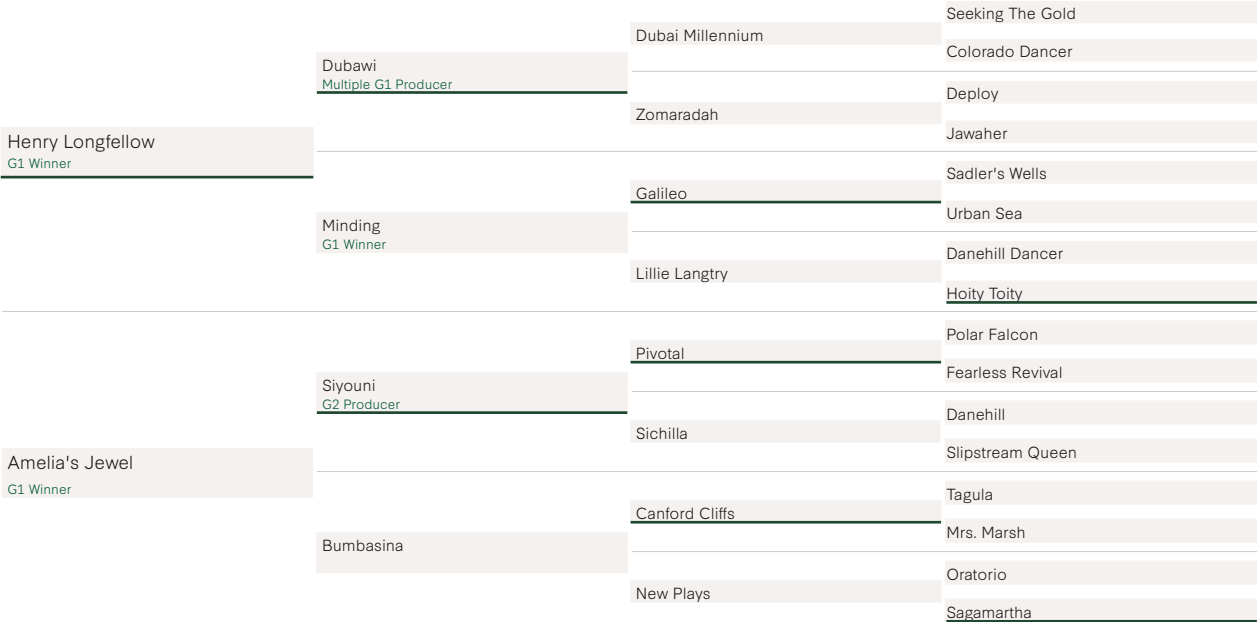 Henry Longfellow
G1 Winner
Amelia's Jewel
G1 Winner
Dubawi
Multiple G1 Producer
Minding
G1 Winner
Siyouni
G2 Producer
Bumbasina
Dubai Millennium
Zomaradah
Galileo
Lillie Langtry
Pivotal
Sichilla
Canford Cliffs
New Plays
Seeking The Gold
Colorado Dancer
Deploy
Jawaher
Sadler's Wells
Urban Sea
Danehill Dancer
Hoity Toity
Polar Falcon
Fearless Revival
Danehill
Slipstream Queen
Tagula
Mrs. Marsh
Oratorio
Sagamartha